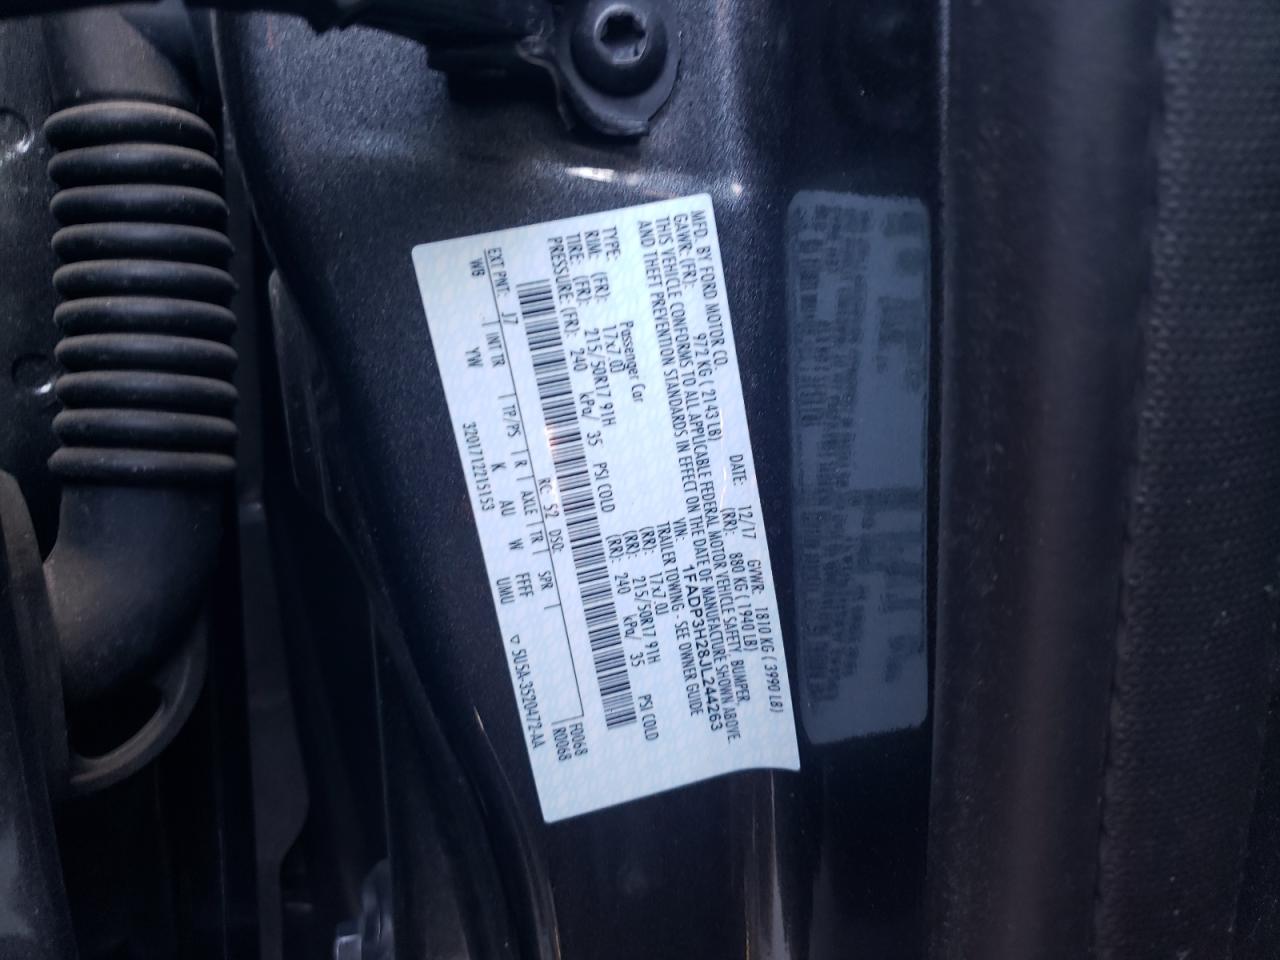 MFD. BY FORD MOTOR CO. DATE: 12/17 GVWR: 1810 KG ( 3990 LB)
GAWR: (FR): 972 KG ( 2143 LB) (RR): 880 KG ( 1940 LB)
THIS VEHICLE CONFORMS TO ALL APPLICABLE FEDERAL MOTOR VEHICLE SAFETY, BUMPER,
AND THEFT PREVENTION STANDARDS IN EFFECT ON THE DATE OF MANUFACTURE SHOWN ABOVE.
VIN: 1FADP3H28JL244263
TYPE: Passenger Car TRAILER TOWING - SEE OWNER GUIDE
RIM: (FR): 17x7.0J (RR): 17x7.0J
TIRE: (FR): 215/50R17 91H (RR): 215/50R17 91H
PRESSURE: (FR): 240 kPa/ 35 PSI COLD (RR): 240 kPa/ 35 PSI COLD
EXT PNT: J7 RC: 52 DSO: F0068
WB INT TR TP/PS R AXLE TR SPR R0068
YW K AU W FFFF
3201712215153 UMU ▽ 5U5A-3520472-AA